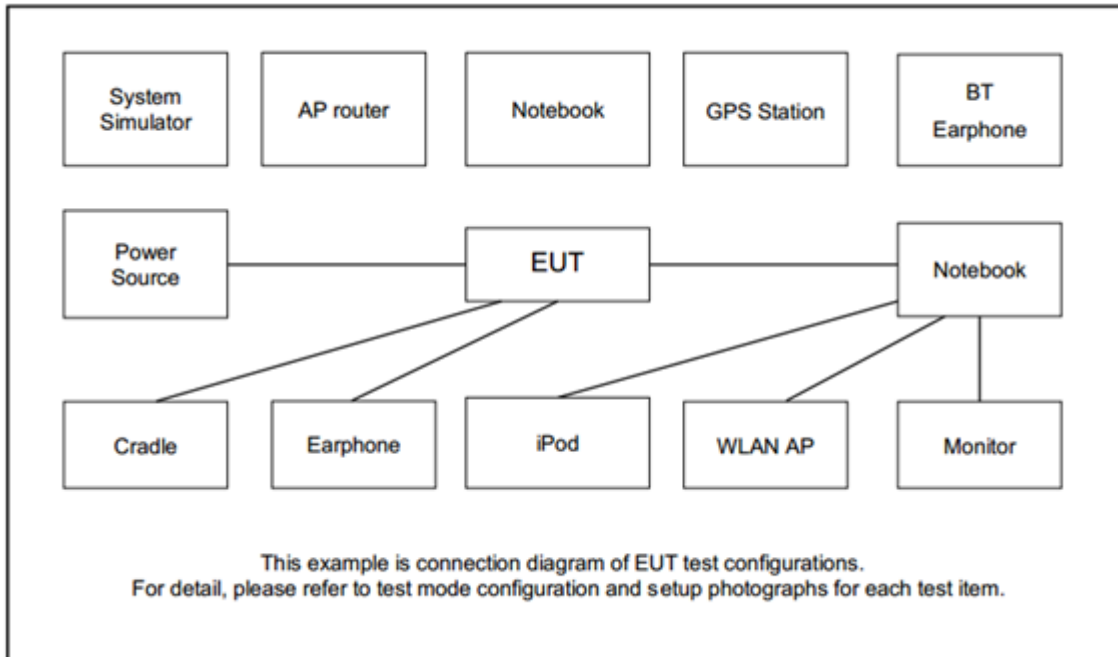 System
Simulator
AP router
Notebook
GPS Station
BT
Earphone
Power
Source
EUT
Notebook
Cradle
Earphone
iPod
WLAN AP
Monitor
This example is connection diagram of EUT test configurations.
For detail, please refer to test mode configuration and setup photographs for each test item.